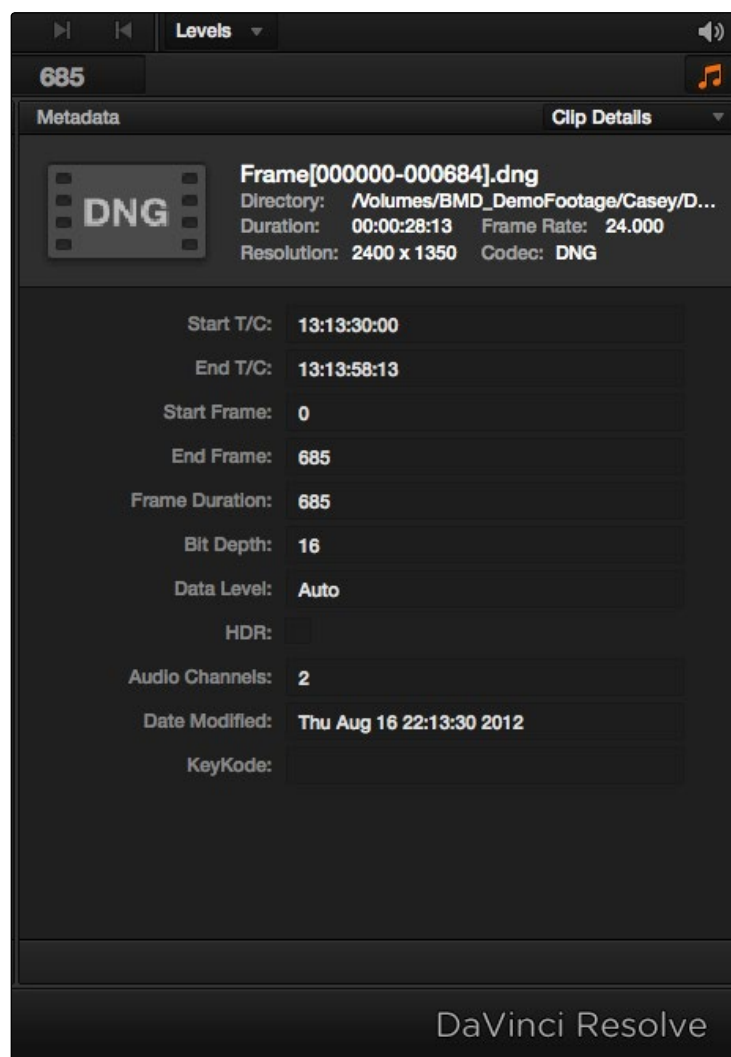 Levels
685
Metadata Clip Details
DNG
Frame[000000-000684].dng
Directory: /Volumes/BMD_DemoFootage/Casey/D...
Duration: 00:00:28:13 Frame Rate: 24.000
Resolution: 2400 x 1350 Codec: DNG
Start T/C: 13:13:30:00
End T/C: 13:13:58:13
Start Frame: 0
End Frame: 685
Frame Duration: 685
Bit Depth: 16
Data Level: Auto
HDR:
Audio Channels: 2
Date Modified: Thu Aug 16 22:13:30 2012
KeyKode:
DaVinci Resolve